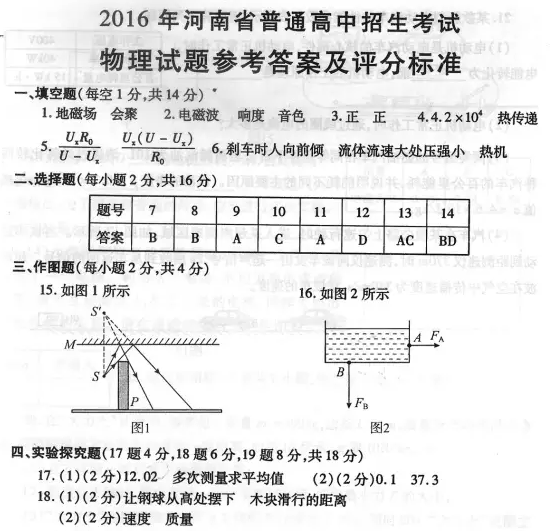 2016年河南省普通高中招生考试
物理试题参考答案及评分标准
一、填空题(每空1分,共14分)
1.地磁场 会聚 2.电磁波 响度 音色 3.正 正 4.4.2×10⁴ 热传递
5. UₓR₀/(U-Uₓ) Uₓ(U-Uₓ)/R₀ 6.刹车时人向前倾 流体流速大处压强小 热机
二、选择题(每小题2分,共16分)
题号 7 8 9 10 11 12 13 14
答案 B B A C A D AC BD
三、作图题(每小题2分,共4分)
15.如图1所示 16.如图2所示
S′
M
S
P
图1
A F_A
B
F_B
图2
四、实验探究题(17题4分,18题6分,19题8分,共18分)
17.(1)(2分)12.02 多次测量求平均值 (2)(2分)0.1 37.3
18.(1)(2分)让钢球从高处摆下 木块滑行的距离
(2)(2分)速度 质量